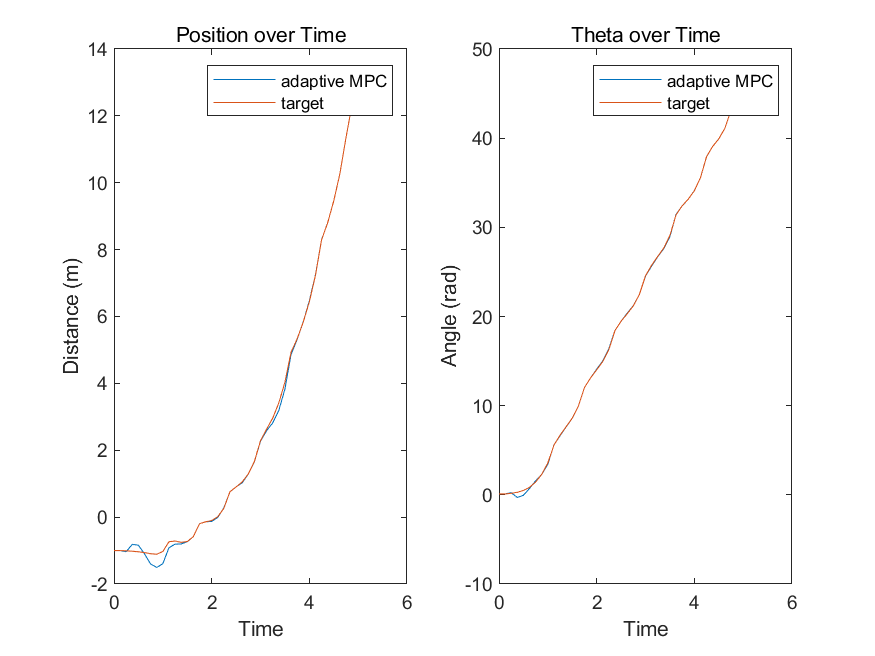 Position over Time
adaptive MPC
target
14
12
10
8
6
4
2
0
-2
Distance (m)
0
2
4
6
Time
Theta over Time
adaptive MPC
target
50
40
30
20
10
0
-10
Angle (rad)
0
2
4
6
Time